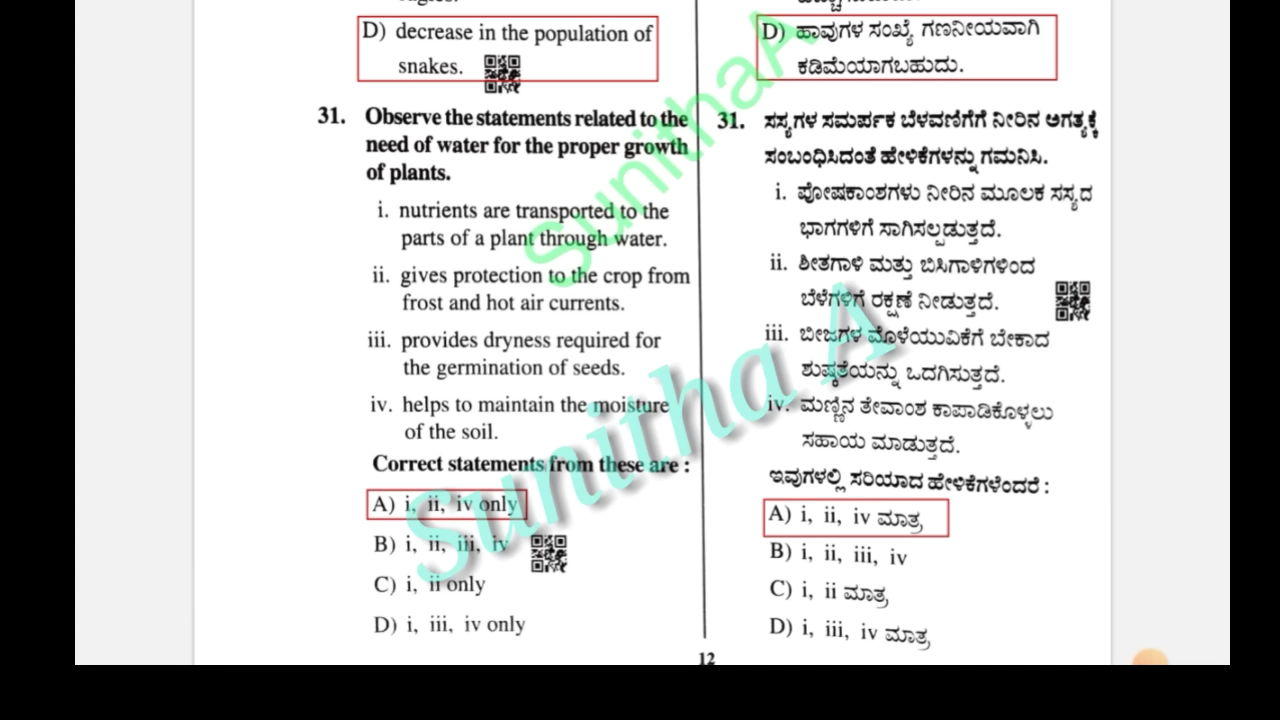 D) decrease in the population of
snakes.
31. Observe the statements related to the
need of water for the proper growth
of plants.
i. nutrients are transported to the
parts of a plant through water.
ii. gives protection to the crop from
frost and hot air currents.
iii. provides dryness required for
the germination of seeds.
iv. helps to maintain the moisture
of the soil.
Correct statements from these are :
A) i, ii, iv only
B) i, ii, iii, iv
C) i, ii only
D) i, iii, iv only
D) ಹಾವುಗಳ ಸಂಖ್ಯೆ ಗಣನೀಯವಾಗಿ
ಕಡಿಮೆಯಾಗಬಹುದು.
31. ಸಸ್ಯಗಳ ಸಮರ್ಪಕ ಬೆಳವಣಿಗೆಗೆ ನೀರಿನ ಅಗತ್ಯಕ್ಕೆ
ಸಂಬಂಧಿಸಿದಂತೆ ಹೇಳಿಕೆಗಳನ್ನು ಗಮನಿಸಿ.
i. ಪೋಷಕಾಂಶಗಳು ನೀರಿನ ಮೂಲಕ ಸಸ್ಯದ
ಭಾಗಗಳಿಗೆ ಸಾಗಿಸಲ್ಪಡುತ್ತದೆ.
ii. ಶೀತಗಾಳಿ ಮತ್ತು ಬಿಸಿಗಾಳಿಗಳಿಂದ
ಬೆಳೆಗಳಿಗೆ ರಕ್ಷಣೆ ನೀಡುತ್ತದೆ.
iii. ಬೀಜಗಳ ಮೊಳೆಯುವಿಕೆಗೆ ಬೇಕಾದ
ಶುಷ್ಕತೆಯನ್ನು ಒದಗಿಸುತ್ತದೆ.
iv. ಮಣ್ಣಿನ ತೇವಾಂಶ ಕಾಪಾಡಿಕೊಳ್ಳಲು
ಸಹಾಯ ಮಾಡುತ್ತದೆ.
ಇವುಗಳಲ್ಲಿ ಸರಿಯಾದ ಹೇಳಿಕೆಗಳೆಂದರೆ :
A) i, ii, iv ಮಾತ್ರ
B) i, ii, iii, iv
C) i, ii ಮಾತ್ರ
D) i, iii, iv ಮಾತ್ರ
12
SunithaA
Sunitha A